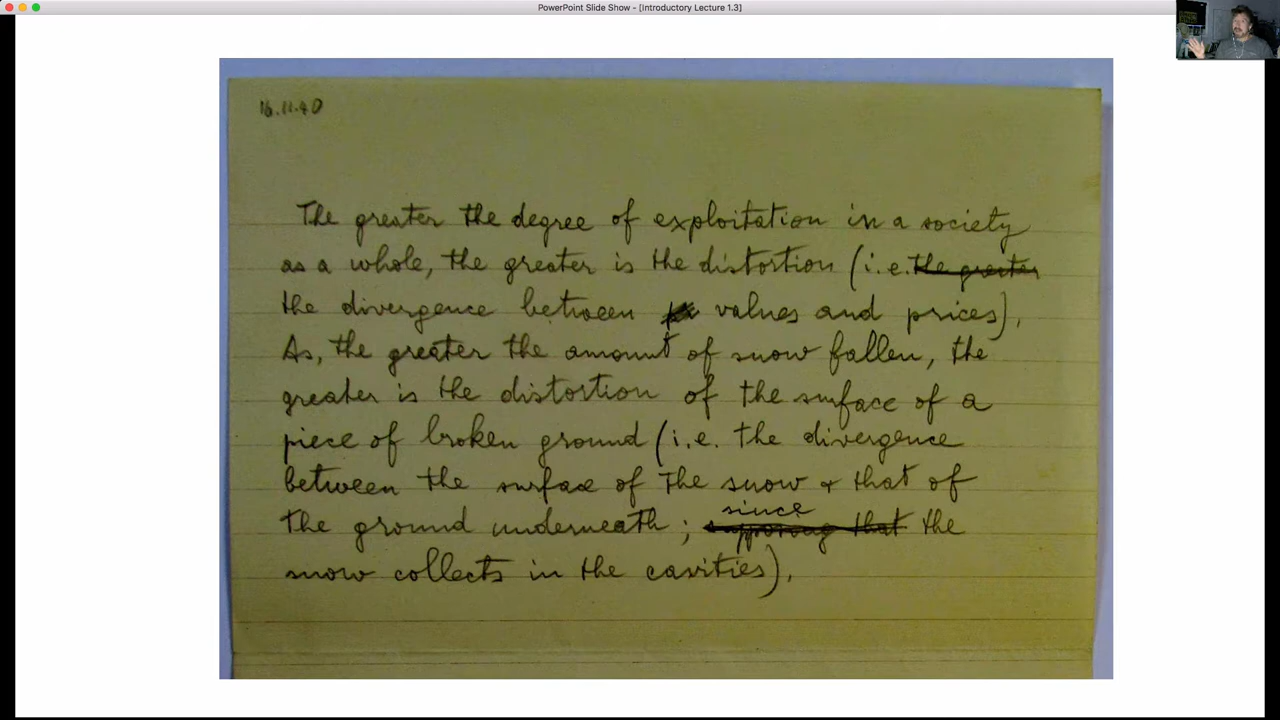 PowerPoint Slide Show - [Introductory Lecture 1.3]
16.11.40
The greater the degree of exploitation in a society
as a whole, the greater is the distortion (i.e. the greater
the divergence between values and prices).
As, the greater the amount of snow fallen, the
greater is the distortion of the surface of a
piece of broken ground (i.e. the divergence
between the surface of the snow & that of
since
the ground underneath; supposing that the
snow collects in the cavities).